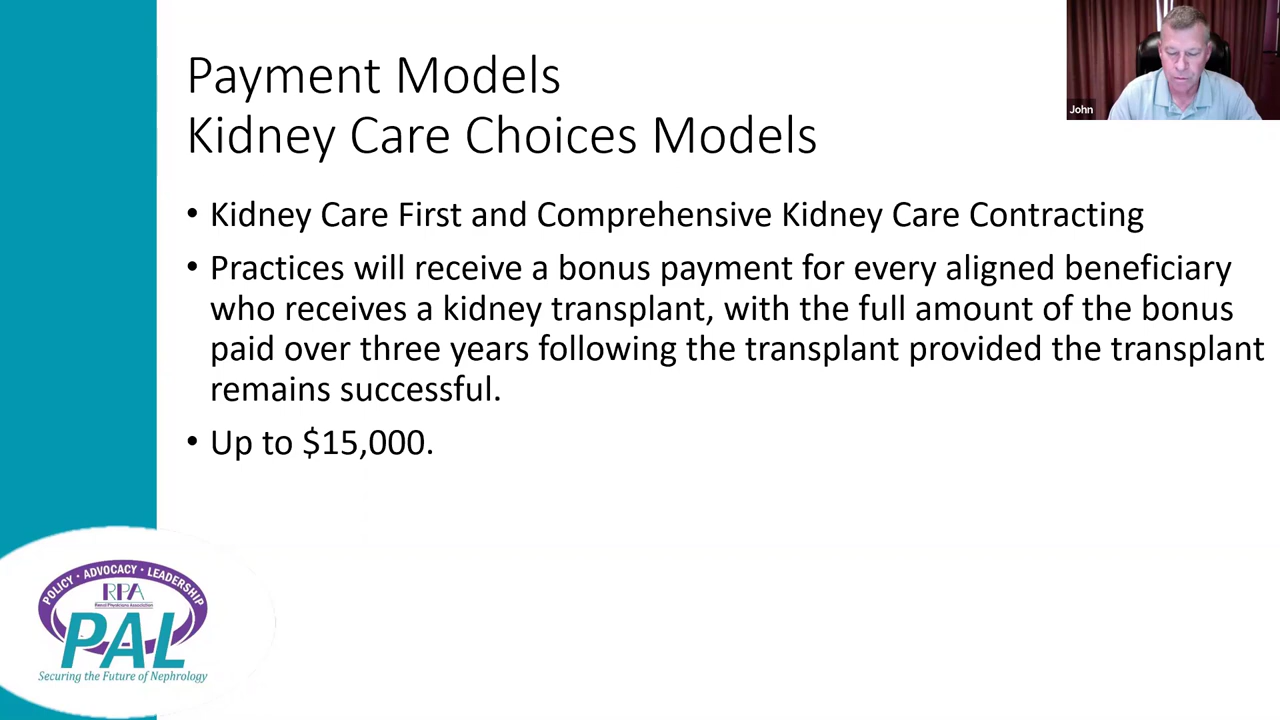 Payment Models
Kidney Care Choices Models
John
• Kidney Care First and Comprehensive Kidney Care Contracting
• Practices will receive a bonus payment for every aligned beneficiary
who receives a kidney transplant, with the full amount of the bonus
paid over three years following the transplant provided the transplant
remains successful.
• Up to $15,000.
POLICY • ADVOCACY • LEADERSHIP
RPA
Renal Physicians Association
PAL
Securing the Future of Nephrology